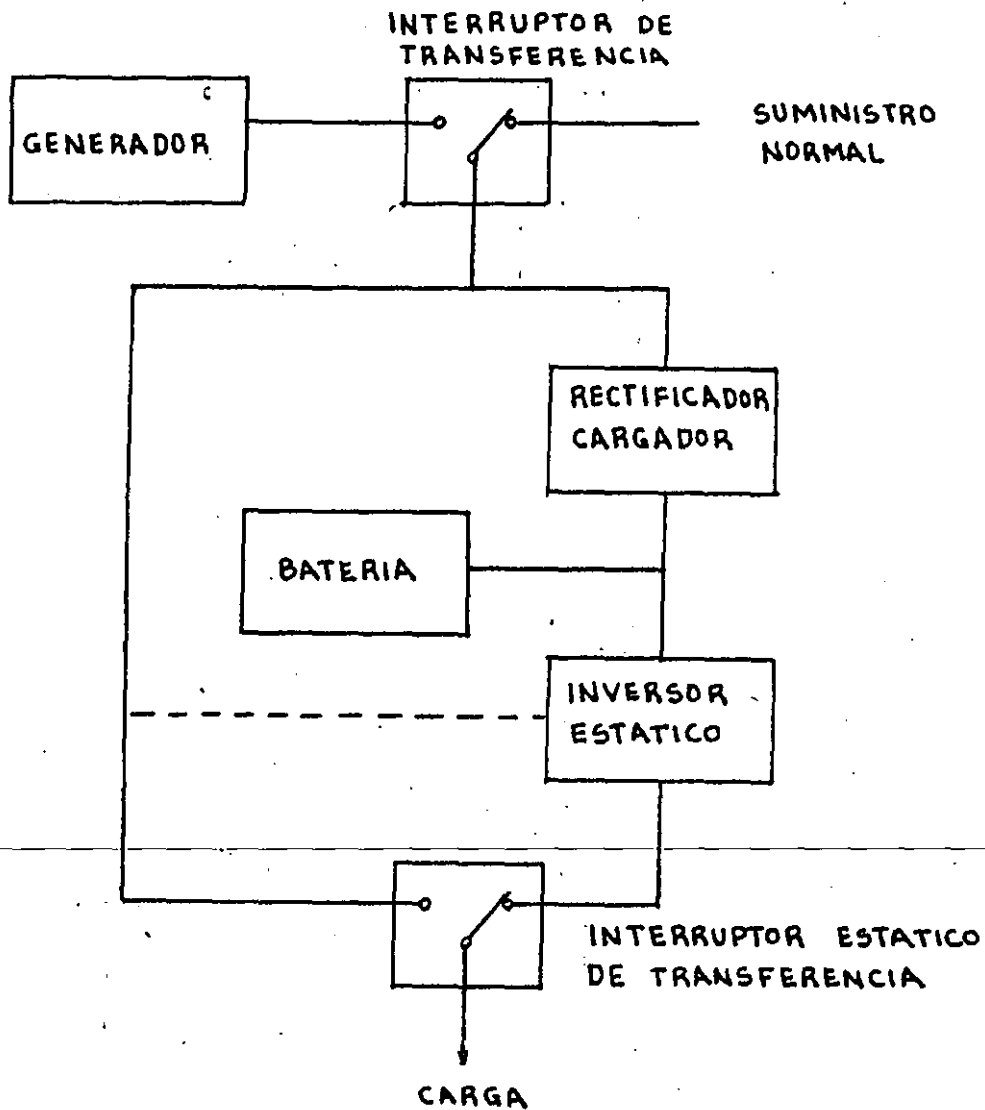 INTERRUPTOR DE
TRANSFERENCIA
GENERADOR
SUMINISTRO
NORMAL
RECTIFICADOR
CARGADOR
BATERIA
INVERSOR
ESTATICO
INTERRUPTOR ESTATICO
DE TRANSFERENCIA
CARGA